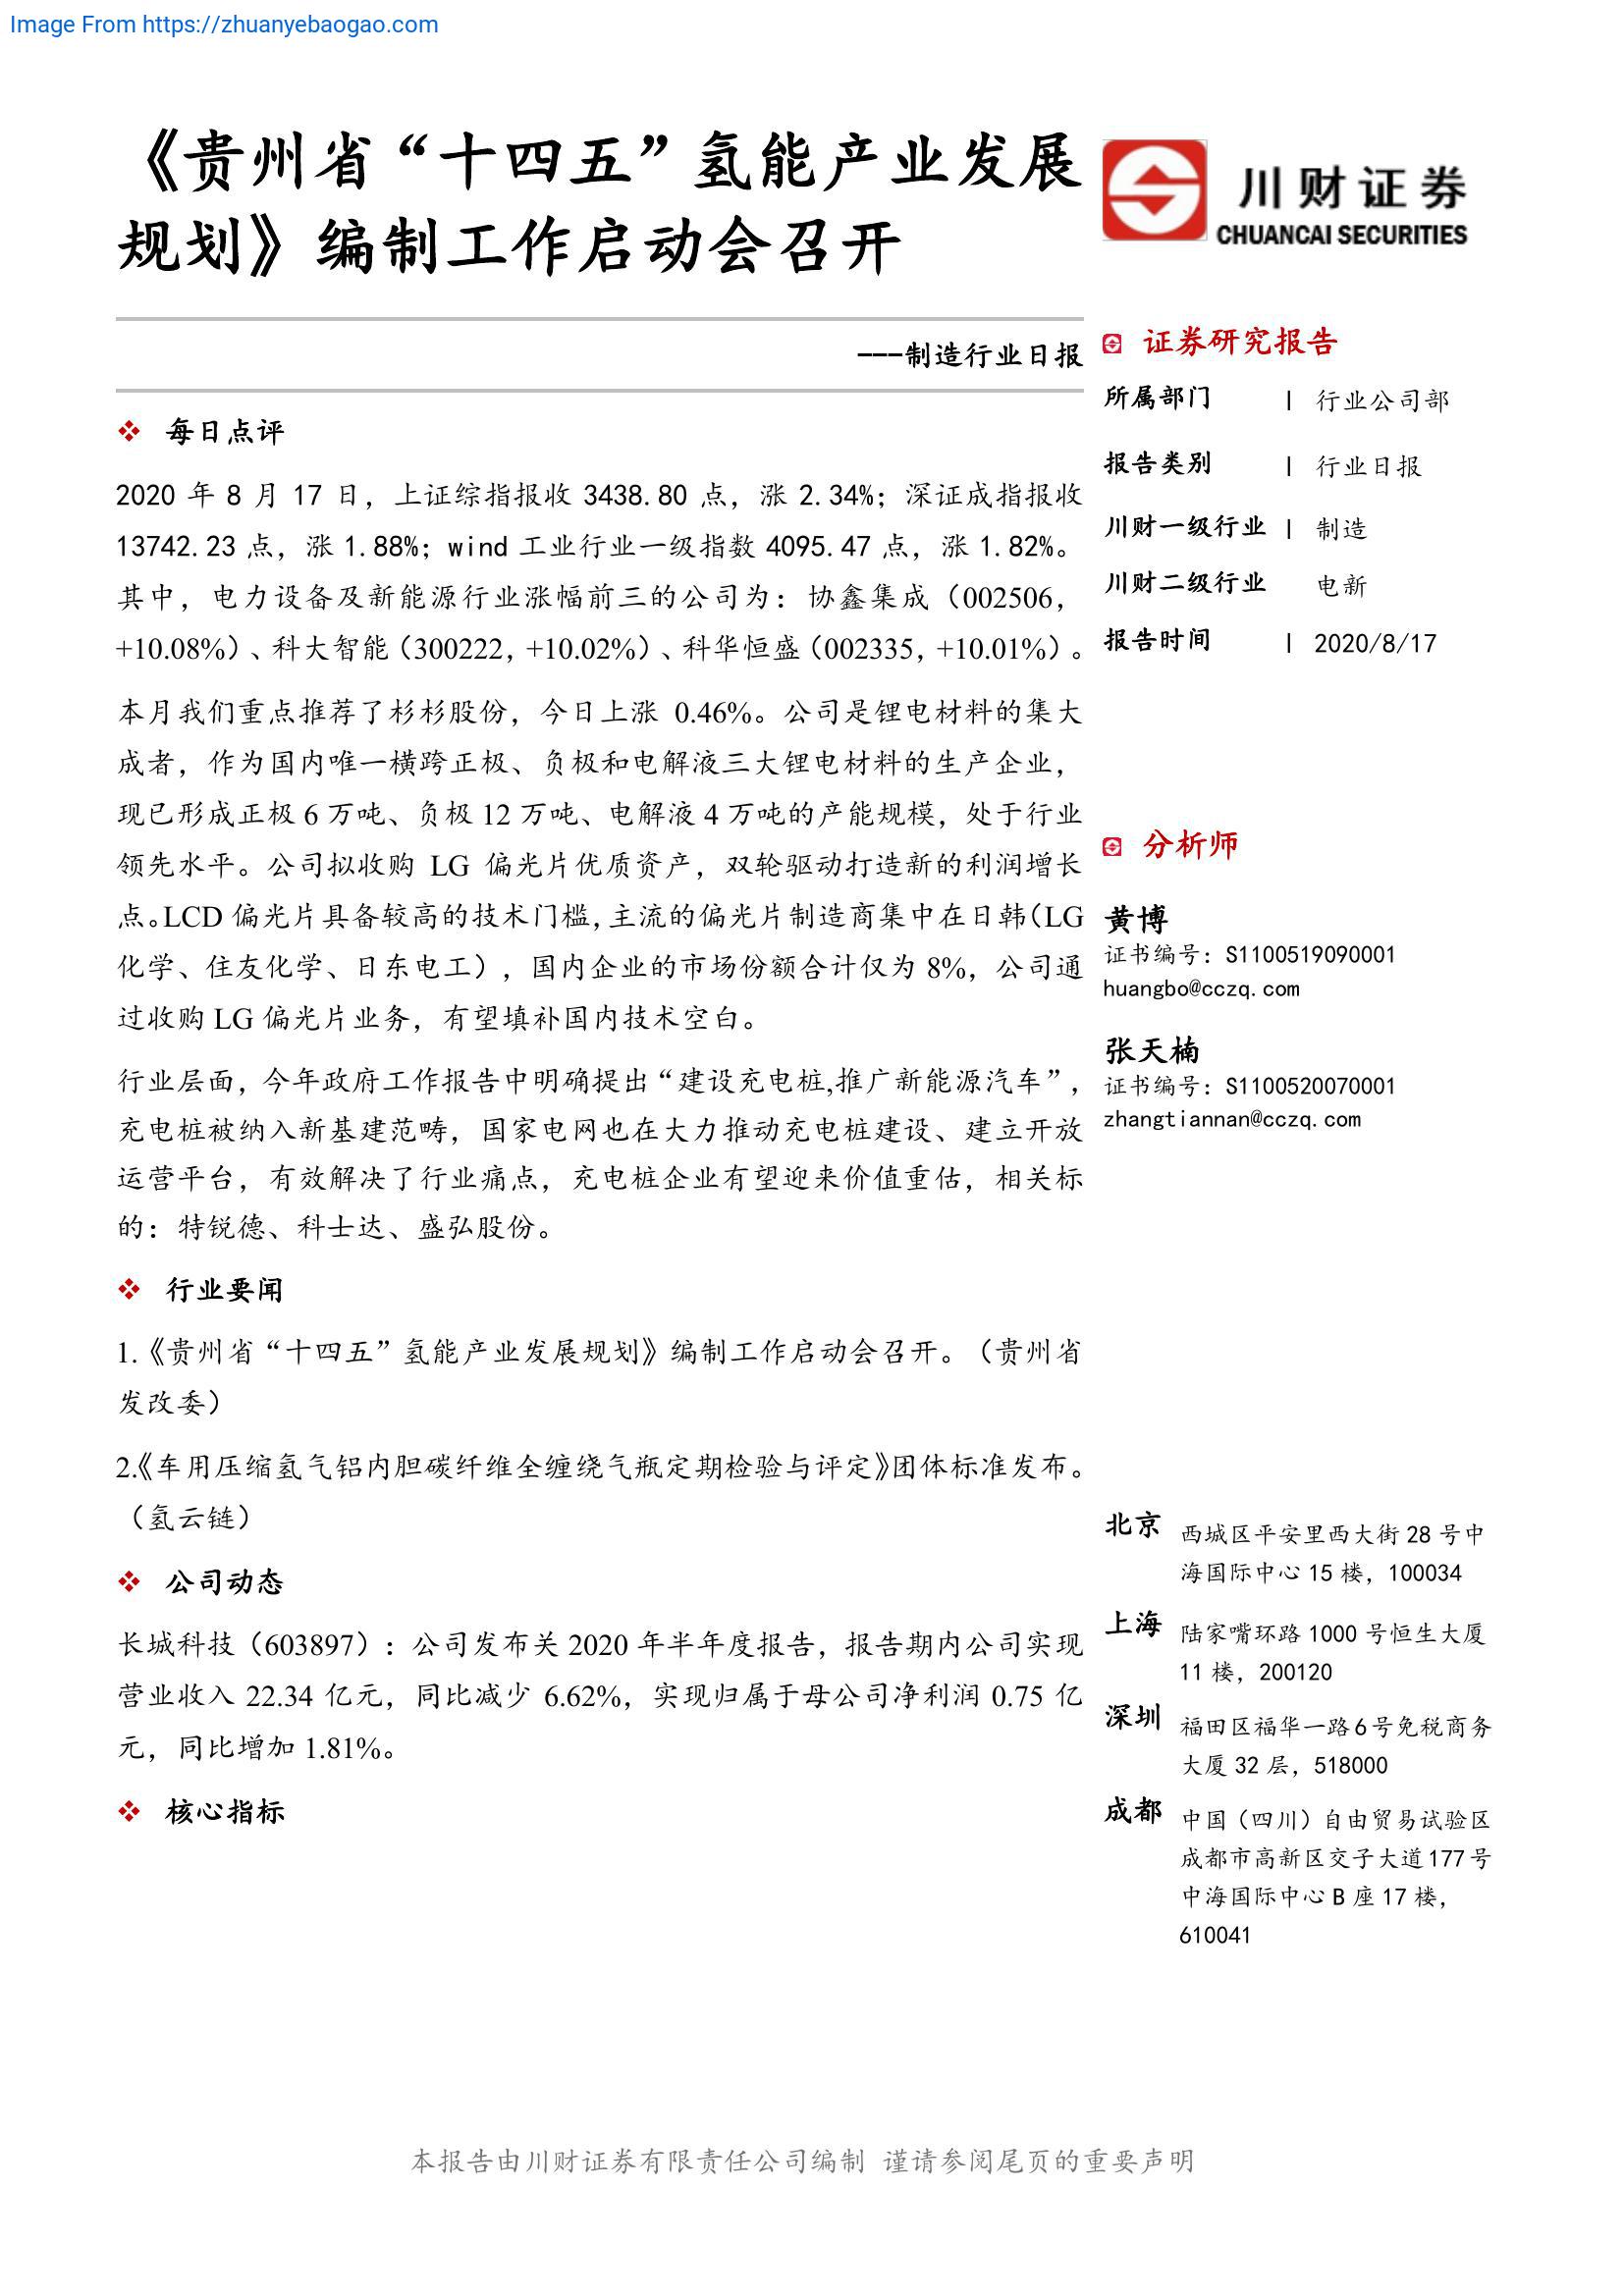 Image From https://zhuanyebaogao.com
《贵州省“十四五”氢能产业发展
规划》编制工作启动会召开
---制造行业日报
❖ 每日点评
2020 年 8 月 17 日，上证综指报收 3438.80 点，涨 2.34%；深证成指报收
13742.23 点，涨 1.88%；wind 工业行业一级指数 4095.47 点，涨 1.82%。
其中，电力设备及新能源行业涨幅前三的公司为：协鑫集成（002506，
+10.08%）、科大智能（300222，+10.02%）、科华恒盛（002335，+10.01%）。
本月我们重点推荐了杉杉股份，今日上涨 0.46%。公司是锂电材料的集大
成者，作为国内唯一横跨正极、负极和电解液三大锂电材料的生产企业，
现已形成正极 6 万吨、负极 12 万吨、电解液 4 万吨的产能规模，处于行业
领先水平。公司拟收购 LG 偏光片优质资产，双轮驱动打造新的利润增长
点。LCD 偏光片具备较高的技术门槛，主流的偏光片制造商集中在日韩（LG
化学、住友化学、日东电工），国内企业的市场份额合计仅为 8%，公司通
过收购 LG 偏光片业务，有望填补国内技术空白。
行业层面，今年政府工作报告中明确提出“建设充电桩,推广新能源汽车”，
充电桩被纳入新基建范畴，国家电网也在大力推动充电桩建设、建立开放
运营平台，有效解决了行业痛点，充电桩企业有望迎来价值重估，相关标
的：特锐德、科士达、盛弘股份。
❖ 行业要闻
1.《贵州省“十四五”氢能产业发展规划》编制工作启动会召开。（贵州省
发改委）
2.《车用压缩氢气铝内胆碳纤维全缠绕气瓶定期检验与评定》团体标准发布。
（氢云链）
❖ 公司动态
长城科技（603897）：公司发布关 2020 年半年度报告，报告期内公司实现
营业收入 22.34 亿元，同比减少 6.62%，实现归属于母公司净利润 0.75 亿
元，同比增加 1.81%。
❖ 核心指标
川财证券
CHUANCAI SECURITIES
证券研究报告
所属部门 | 行业公司部
报告类别 | 行业日报
川财一级行业 | 制造
川财二级行业 电新
报告时间 | 2020/8/17
分析师
黄博
证书编号：S1100519090001
huangbo@cczq.com
张天楠
证书编号：S1100520070001
zhangtiannan@cczq.com
北京 西城区平安里西大街 28 号中
海国际中心 15 楼，100034
上海 陆家嘴环路 1000 号恒生大厦
11 楼，200120
深圳 福田区福华一路 6 号免税商务
大厦 32 层，518000
成都 中国（四川）自由贸易试验区
成都市高新区交子大道 177 号
中海国际中心 B 座 17 楼，
610041
本报告由川财证券有限责任公司编制 谨请参阅尾页的重要声明